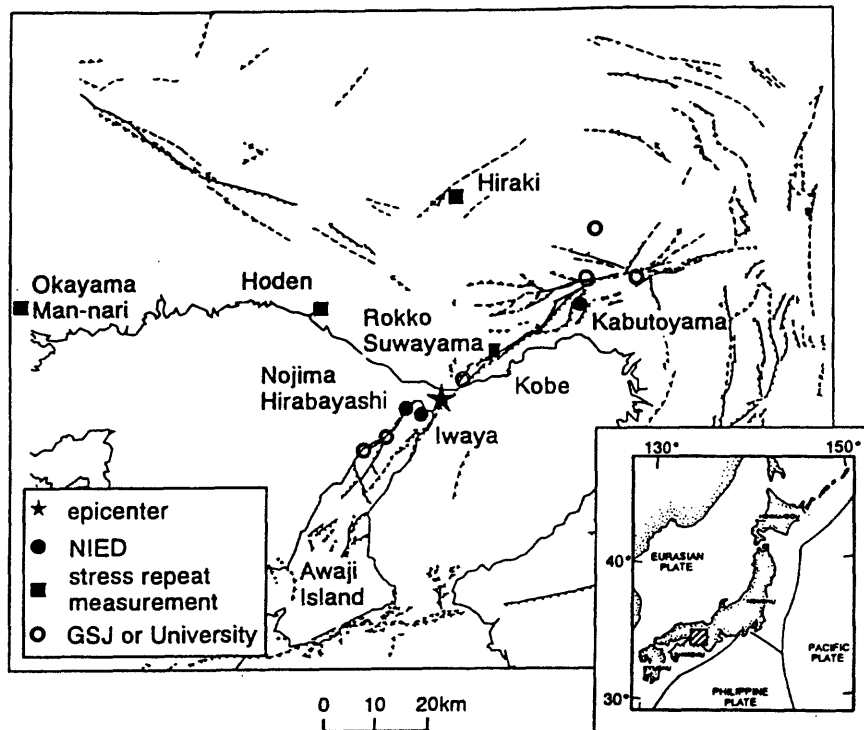 Hiraki
Okayama
Man-nari
Hoden
Rokko
Suwayama
Kabutoyama
Nojima
Hirabayashi
Kobe
Iwaya
Awaji
Island
epicenter
NIED
stress repeat
measurement
GSJ or University
0 10 20km
130° 150°
40°
30°
EURASIAN
PLATE
PACIFIC
PLATE
PHILIPPINE
PLATE